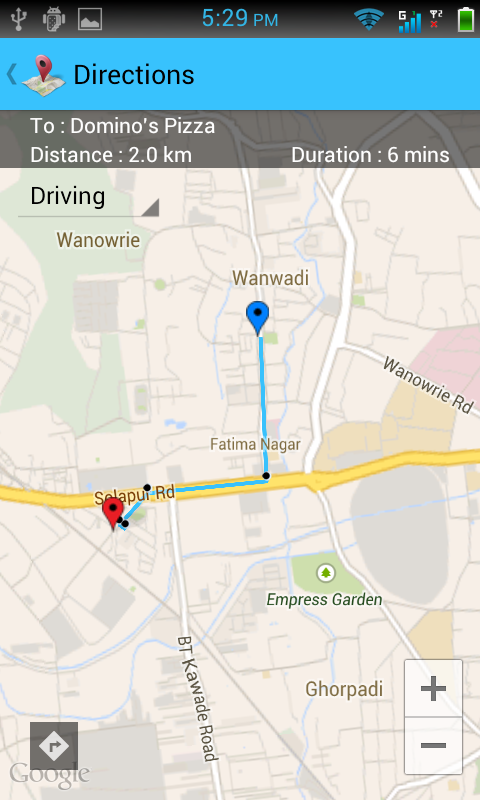 5:29 PM
G
Directions
To : Domino's Pizza
Distance : 2.0 km Duration : 6 mins
Driving
Wanowrie
Wanwadi
Wanowrie Rd
Fatima Nagar
Solapur Rd
Empress Garden
BT Kawade Road
Ghorpadi
+
−
Google